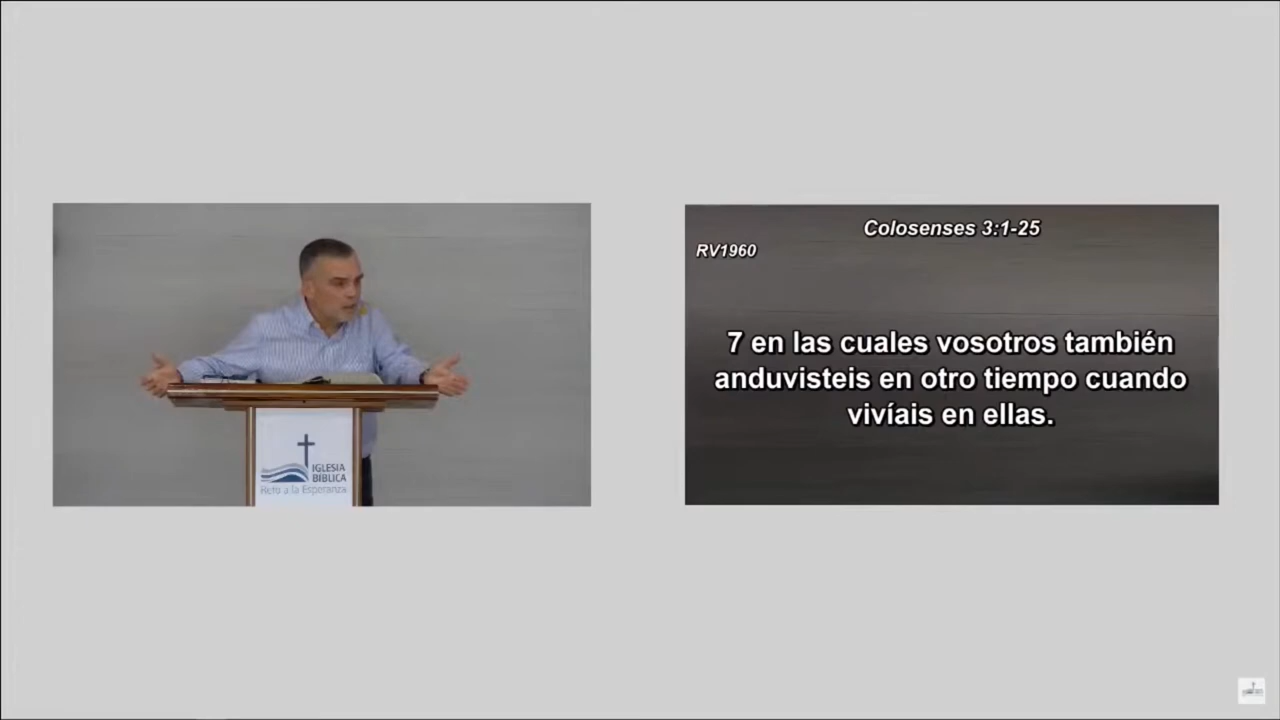 IGLESIA
BIBLICA
Reto a la Esperanza
Colosenses 3:1-25
RV1960
7 en las cuales vosotros también
anduvisteis en otro tiempo cuando
vivíais en ellas.